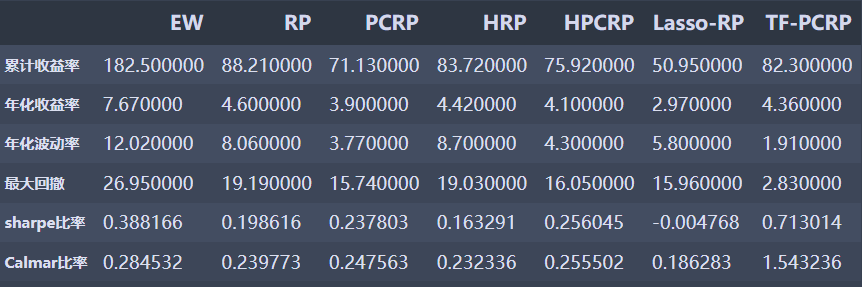 EW RP PCRP HRP HPCRP Lasso-RP TF-PCRP
累计收益率 182.500000 88.210000 71.130000 83.720000 75.920000 50.950000 82.300000
年化收益率 7.670000 4.600000 3.900000 4.420000 4.100000 2.970000 4.360000
年化波动率 12.020000 8.060000 3.770000 8.700000 4.300000 5.800000 1.910000
最大回撤 26.950000 19.190000 15.740000 19.030000 16.050000 15.960000 2.830000
sharpe比率 0.388166 0.198616 0.237803 0.163291 0.256045 -0.004768 0.713014
Calmar比率 0.284532 0.239773 0.247563 0.232336 0.255502 0.186283 1.543236